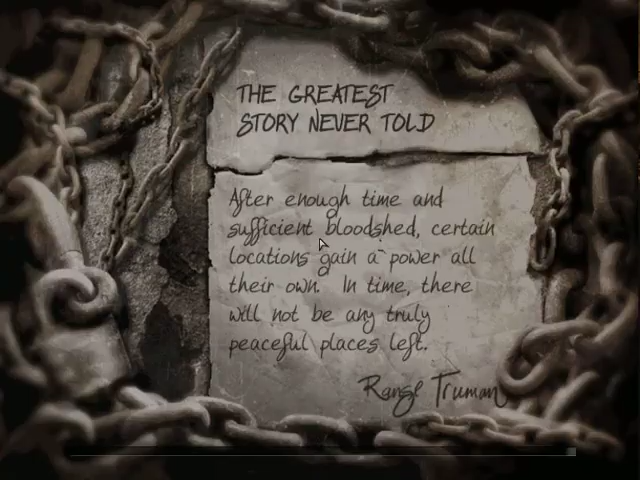 THE GREATEST
STORY NEVER TOLD
After enough time and
sufficient bloodshed, certain
locations gain a power all
their own. In time, there
will not be any truly
peaceful places left.
Ranse Truman